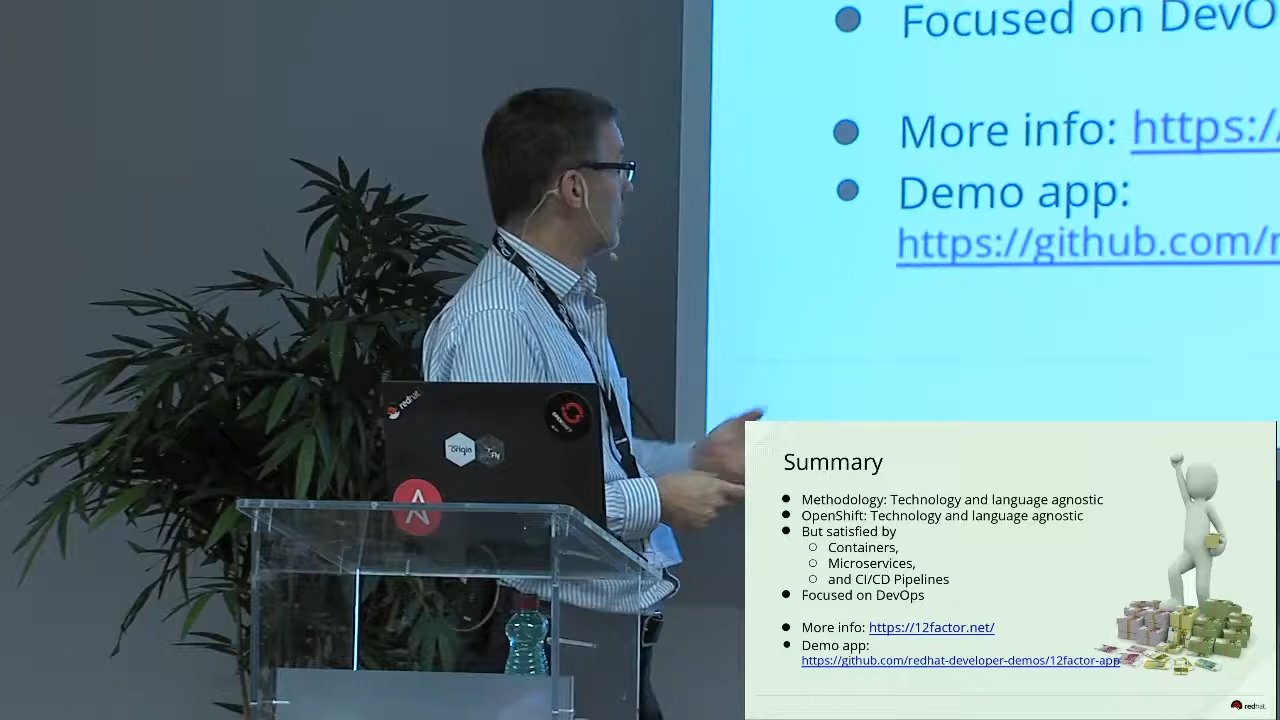 Focused on DevO
More info: https:/
Demo app:
https://github.com/r
redhat
origin
Summary
Methodology: Technology and language agnostic
OpenShift: Technology and language agnostic
But satisfied by
Containers,
Microservices,
and CI/CD Pipelines
Focused on DevOps
More info: https://12factor.net/
Demo app:
https://github.com/redhat-developer-demos/12factor-app
redhat.